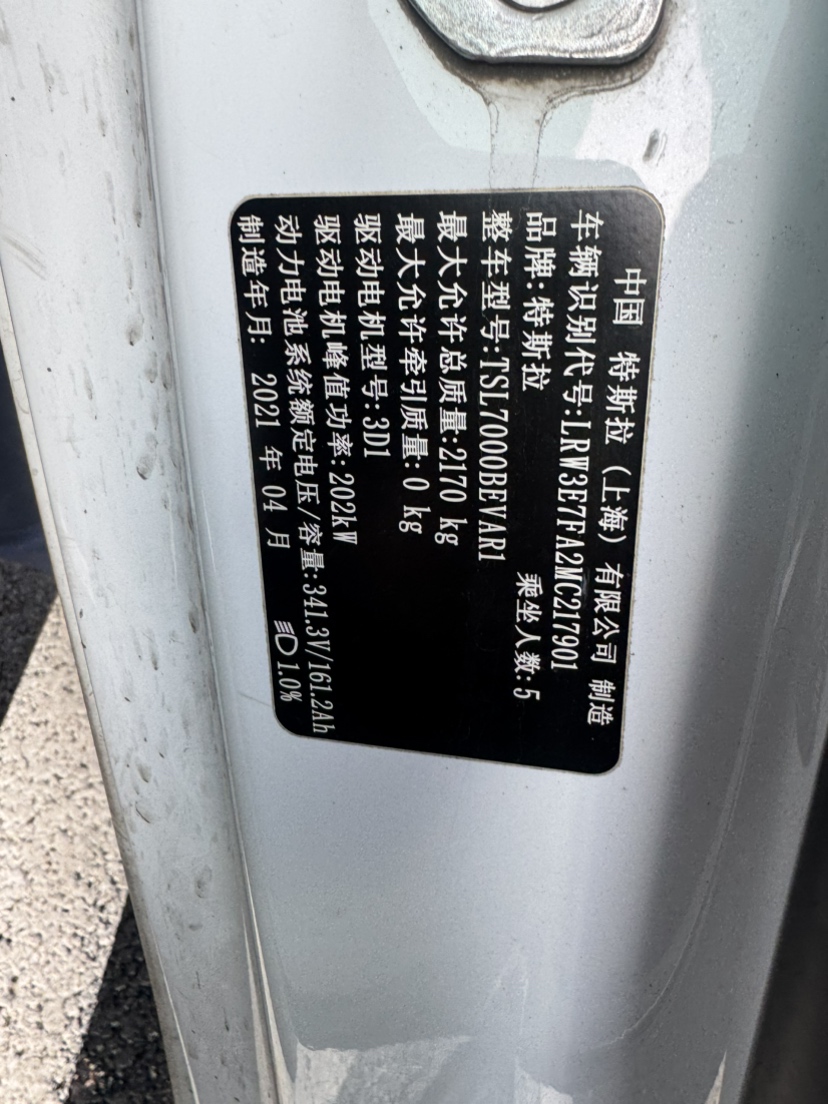 中国 特斯拉（上海）有限公司 制造
车辆识别代号:LRW3E7FA2MC217901
品牌:特斯拉 乘坐人数:5
整车型号:TSL7000BEVAR1
最大允许总质量:2170 kg
最大允许牵引质量:0 kg
驱动电机型号:3D1
驱动电机峰值功率:202kW
动力电池系统额定电压/容量:341.3V/161.2Ah
制造年月: 2021 年 04 月 1.0%